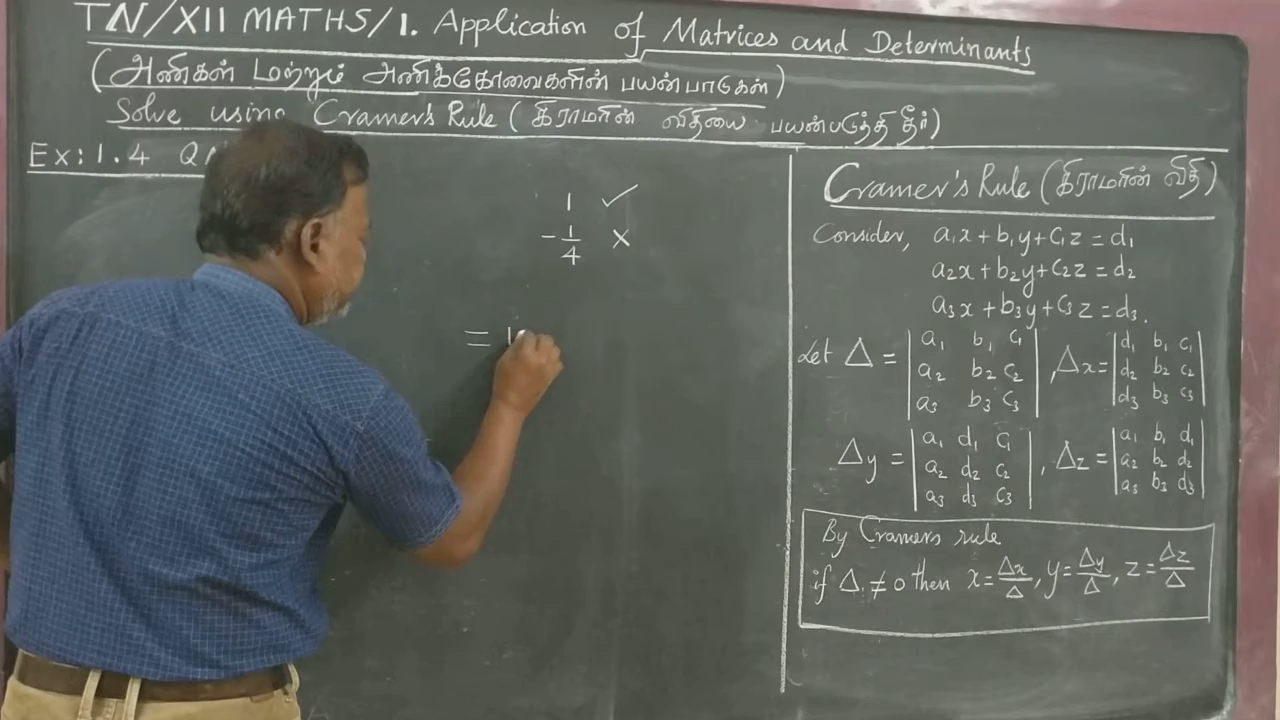 TN/XII MATHS/1. Application of Matrices and Determinants
(அணிகள் மற்றும் அணிக்கோவைகளின் பயன்பாடுகள்)
Solve using Cramer's Rule (கிராமரின் விதியை பயன்படுத்தி தீர்)
Ex: 1.4
1 ✓
-1/4 ×
=
Cramer's Rule (கிராமரின் விதி)
Consider, a₁x + b₁y + c₁z = d₁
a₂x + b₂y + c₂z = d₂
a₃x + b₃y + c₃z = d₃.
Let Δ = | a₁ b₁ c₁ | , Δx = | d₁ b₁ c₁ |
| a₂ b₂ c₂ | | d₂ b₂ c₂ |
| a₃ b₃ c₃ | | d₃ b₃ c₃ |
Δy = | a₁ d₁ c₁ | , Δz = | a₁ b₁ d₁ |
| a₂ d₂ c₂ | | a₂ b₂ d₂ |
| a₃ d₃ c₃ | | a₃ b₃ d₃ |
By Cramers rule
if Δ ≠ 0 then x = Δx/Δ, y = Δy/Δ, z = Δz/Δ